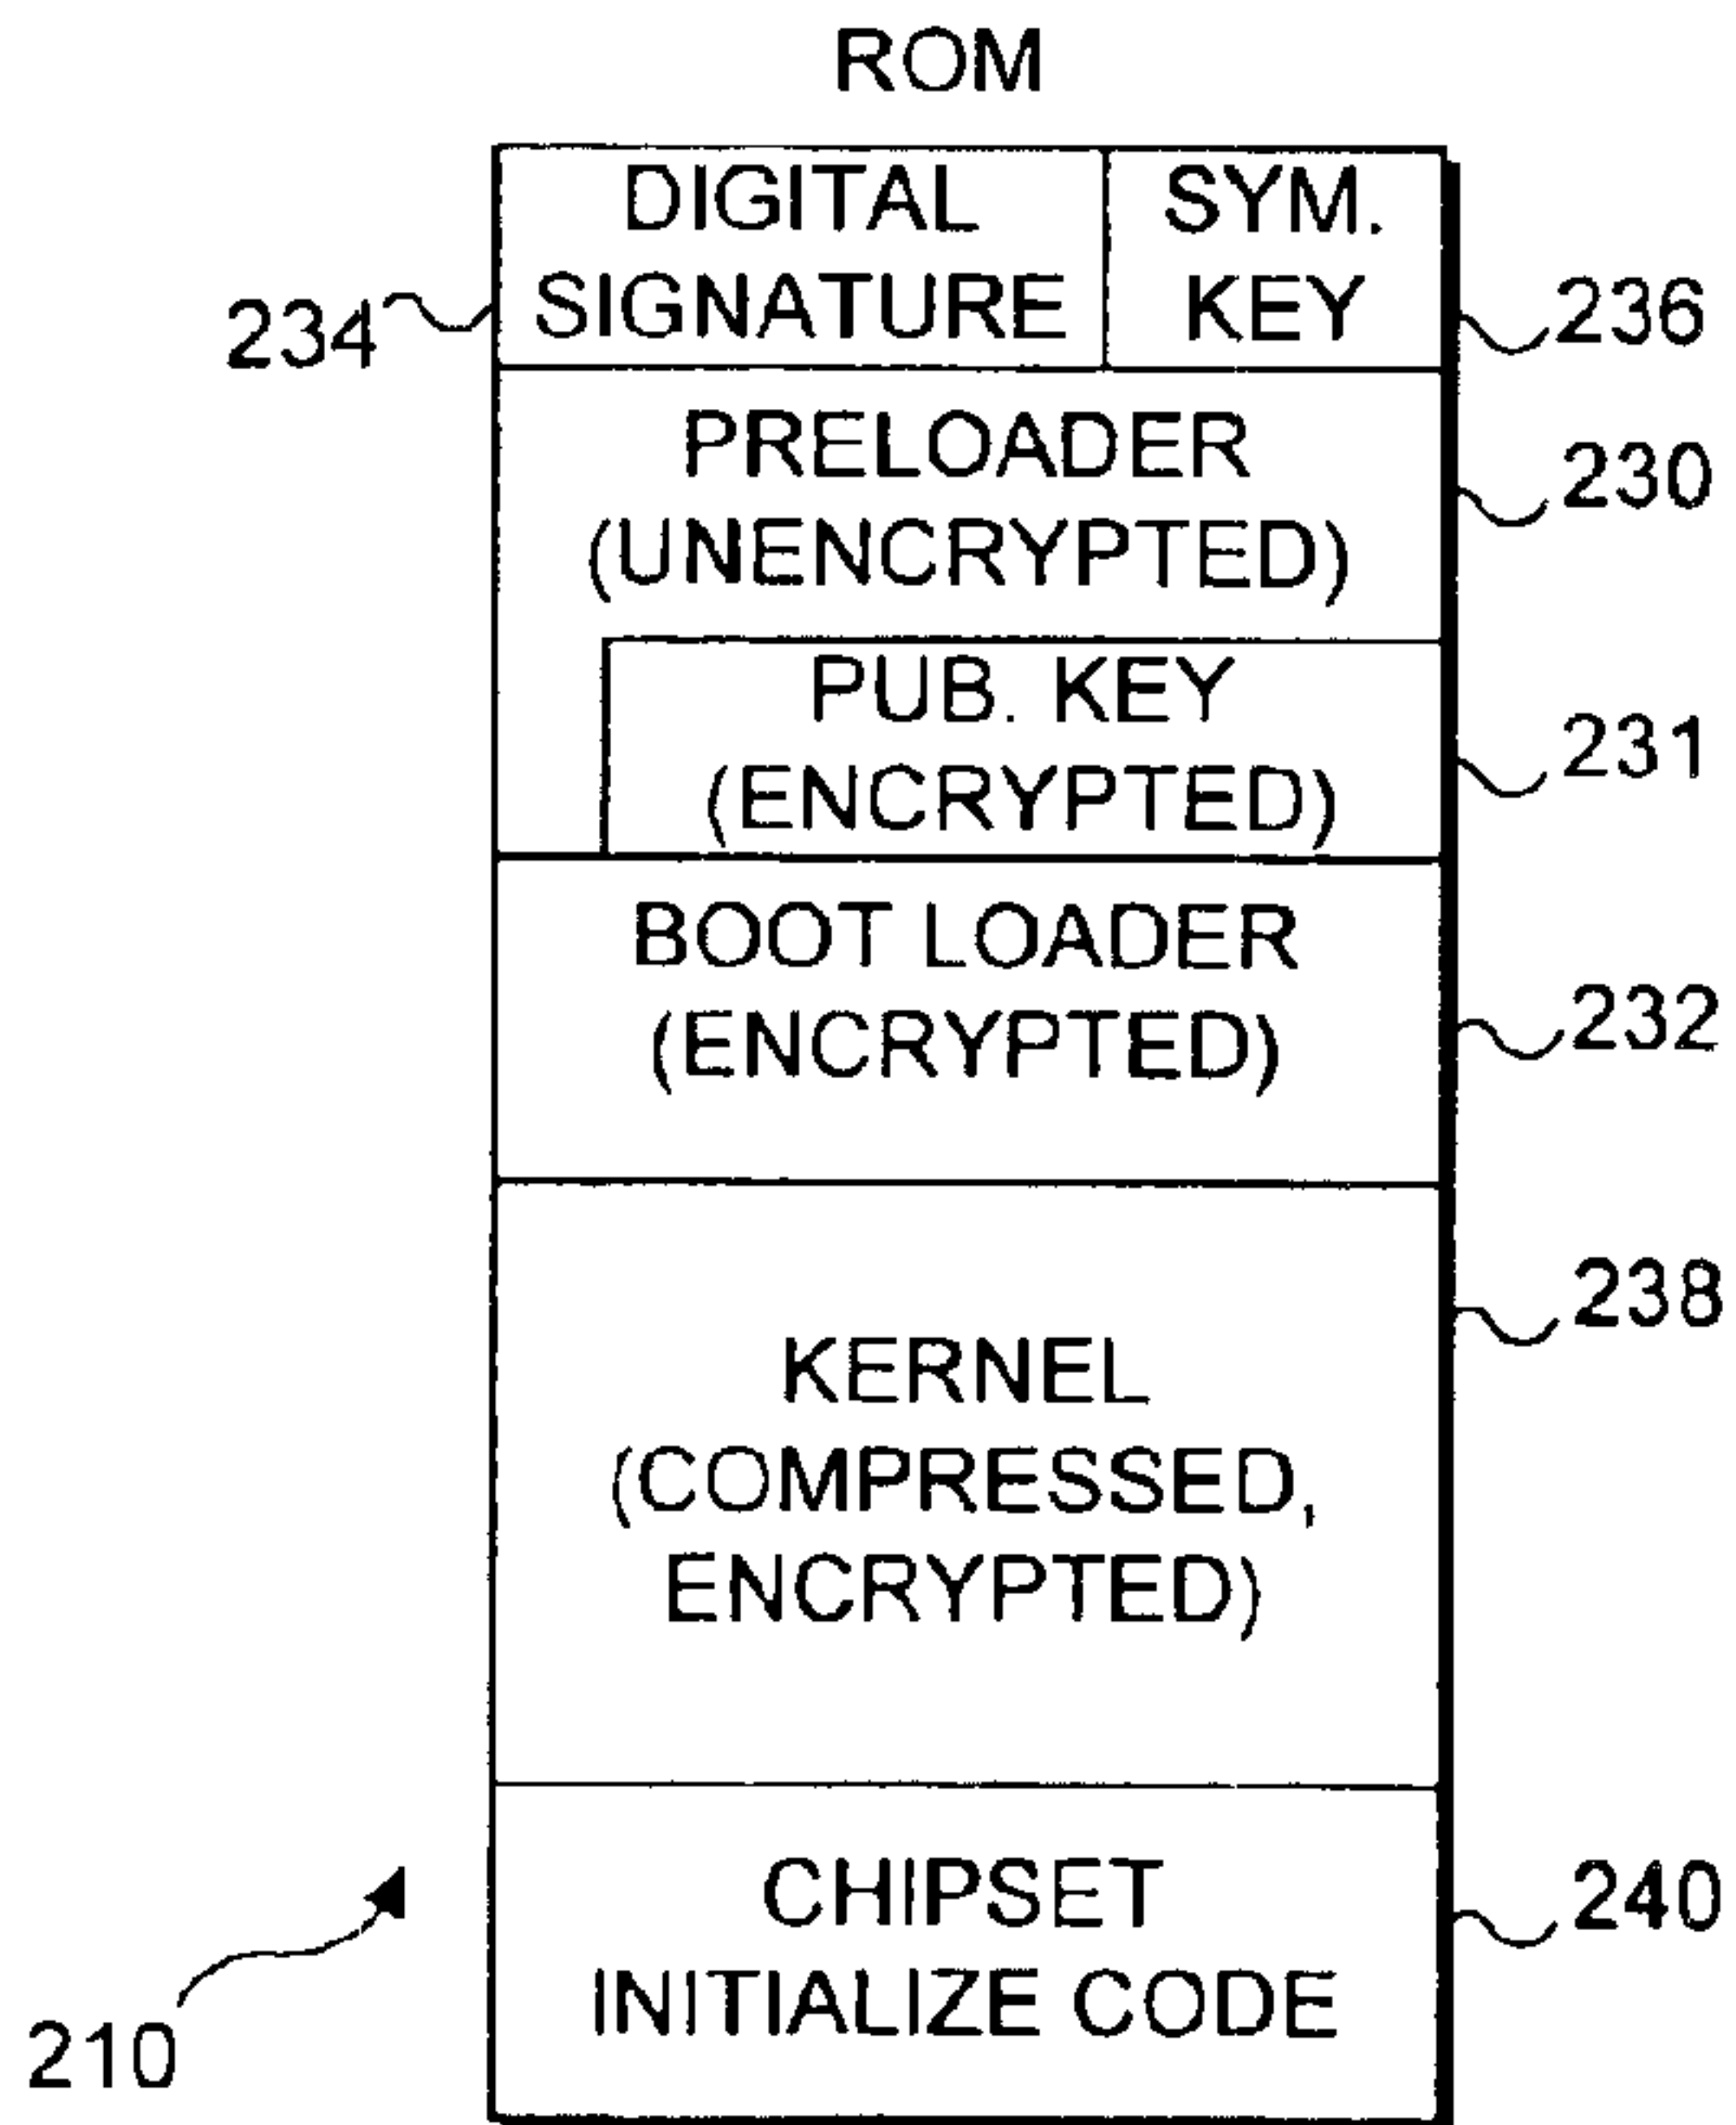 ROM
DIGITAL
SIGNATURE
SYM.
KEY
234
236
PRELOADER
(UNENCRYPTED)
230
PUB. KEY
(ENCRYPTED)
231
BOOT LOADER
(ENCRYPTED)
232
238
KERNEL
(COMPRESSED,
ENCRYPTED)
CHIPSET
INITIALIZE CODE
240
210